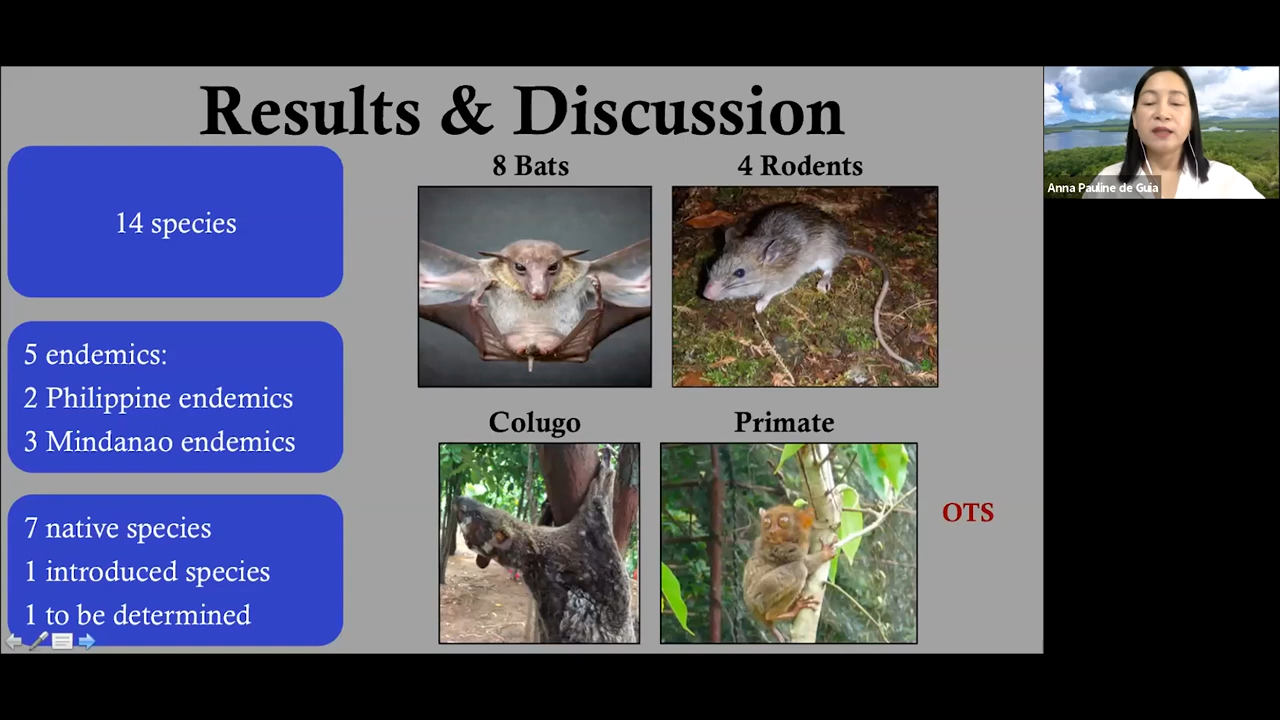 Results & Discussion
14 species
5 endemics:
2 Philippine endemics
3 Mindanao endemics
7 native species
1 introduced species
1 to be determined
8 Bats
4 Rodents
Colugo
Primate
OTS
Anna Pauline de Guia